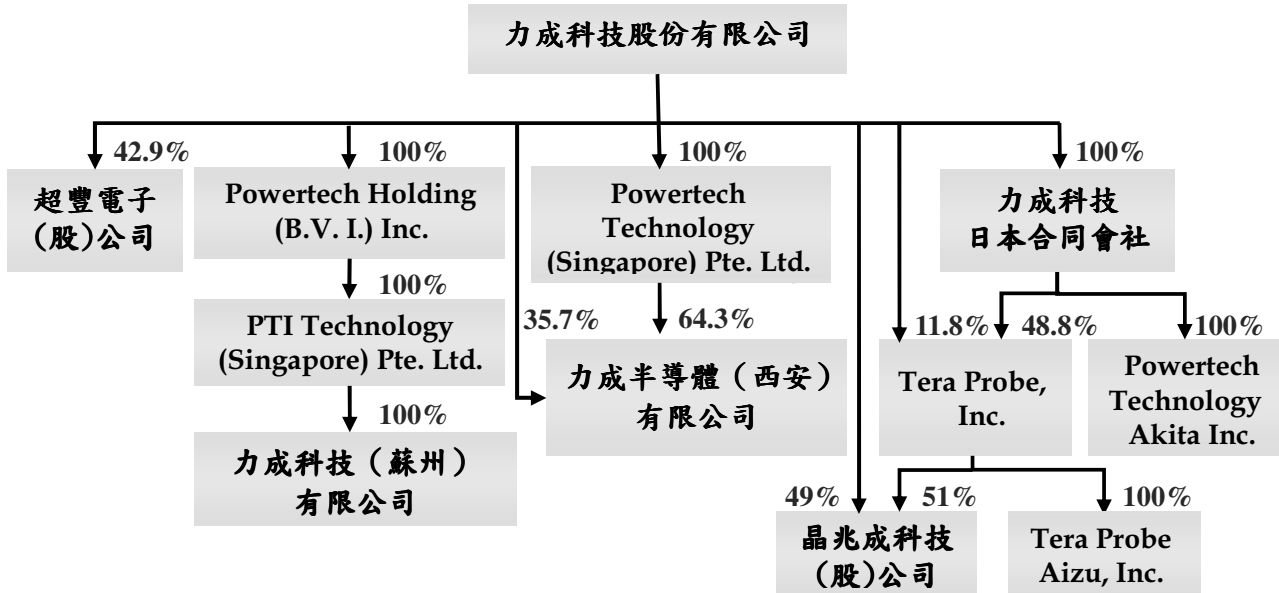 力成科技股份有限公司
42.9%
100%
100%
100%
超豐電子
(股)公司
Powertech Holding
(B.V. I.) Inc.
Powertech
Technology
(Singapore) Pte. Ltd.
力成科技
日本合同會社
100%
35.7%
64.3%
11.8%
48.8%
100%
PTI Technology
(Singapore) Pte. Ltd.
力成半導體（西安）
有限公司
Tera Probe,
Inc.
Powertech
Technology
Akita Inc.
100%
力成科技（蘇州）
有限公司
49%
51%
100%
晶兆成科技
(股)公司
Tera Probe
Aizu, Inc.